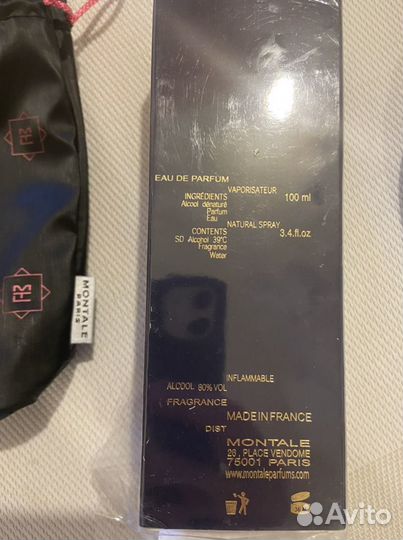 EAU DE PARFUM
VAPORISATEUR
INGRÉDIENTS
100 ml
Alcool dénaturé
Parfum
Eau
NATURAL SPRAY
CONTENTS
3.4.fl.oz
SD Alcohol 39°C
Fragrance
Water
INFLAMMABLE
ALCOOL 80% VOL
FRAGRANCE
MADE IN FRANCE
DIST
MONTALE
26, PLACE VENDOME
75001 PARIS
www.montaleparfums.com
MONTALE
PARIS
Avito